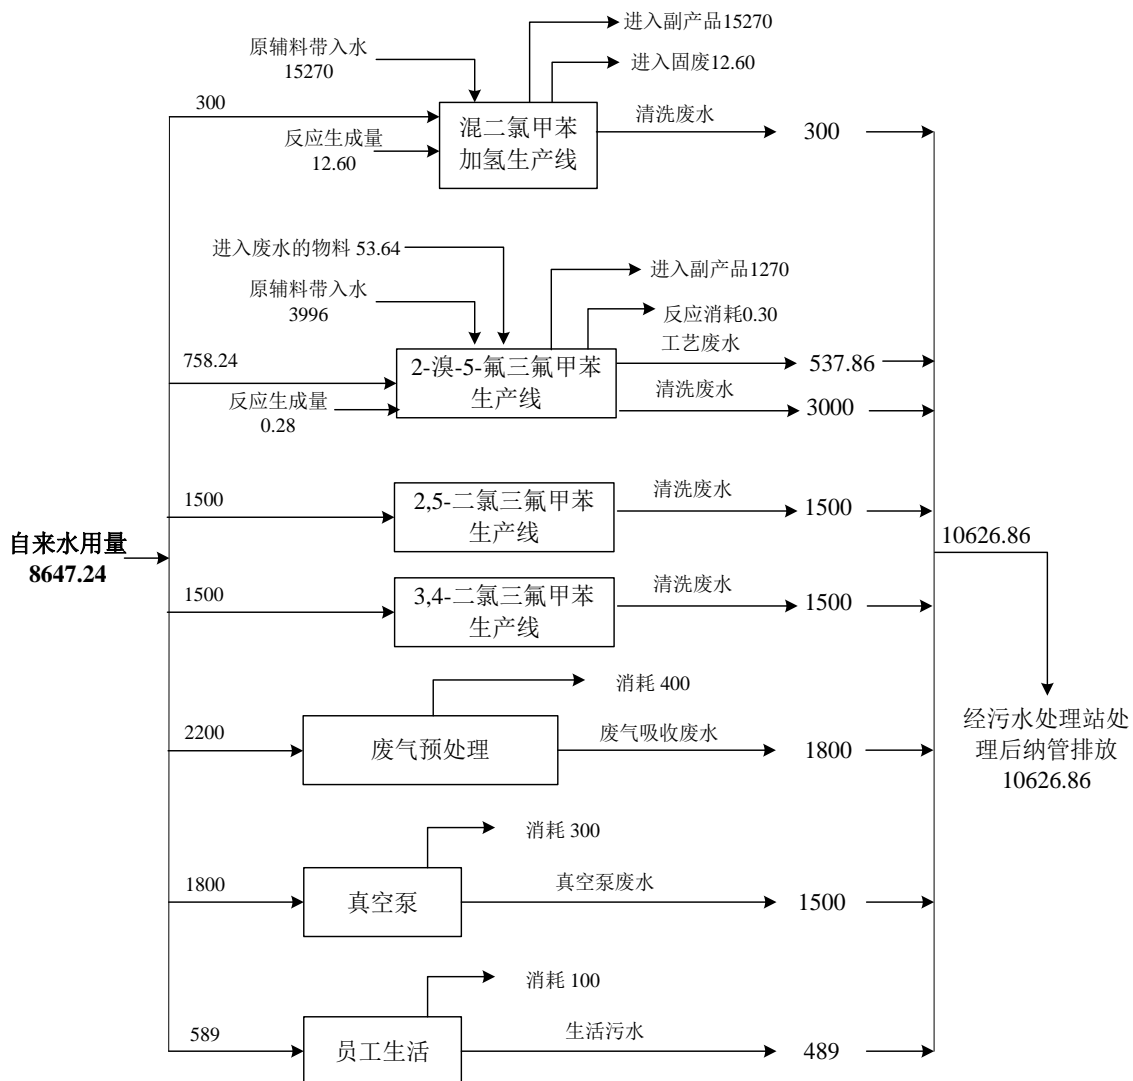 进入副产品15270
原辅料带入水
15270
进入固废12.60
300
混二氯甲苯
加氢生产线
清洗废水
300
反应生成量
12.60
进入废水的物料 53.64
进入副产品1270
原辅料带入水
3996
反应消耗0.30
工艺废水
758.24
2-溴-5-氟三氟甲苯
生产线
537.86
清洗废水
3000
反应生成量
0.28
1500
2,5-二氯三氟甲苯
生产线
清洗废水
1500
自来水用量
8647.24
10626.86
1500
3,4-二氯三氟甲苯
生产线
清洗废水
1500
消耗 400
2200
废气预处理
废气吸收废水
1800
经污水处理站处
理后纳管排放
10626.86
消耗 300
1800
真空泵
真空泵废水
1500
消耗 100
589
员工生活
生活污水
489